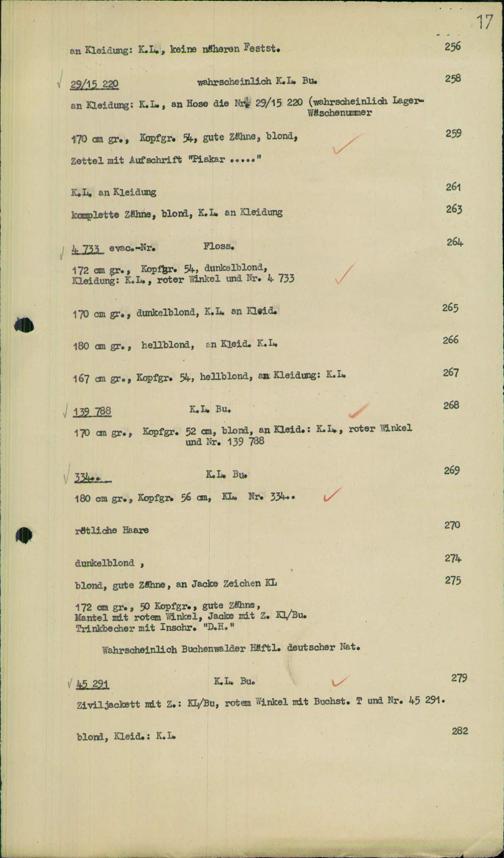 17
an Kleidung: K.L., keine näheren Festst. 256
29/15 220 wahrscheinlich K.L. Bu. 258
an Kleidung: K.L., an Hose die Nr. 29/15 220 (wahrscheinlich Lager-
Wäschenummer
170 cm gr., Kopfgr. 54, gute Zähne, blond, 259
Zettel mit Aufschrift "Piskar ....."
K.L. an Kleidung 261
komplette Zähne, blond, K.L. an Kleidung 263
4 733 evac.-Nr. Floss. 264
172 cm gr., Kopfgr. 54, dunkelblond,
Kleidung: K.L., roter Winkel und Nr. 4 733
170 cm gr., dunkelblond, K.L. an Kleid. 265
180 cm gr., hellblond, an Kleid. K.L. 266
167 cm gr., Kopfgr. 54, hellblond, an Kleidung: K.L. 267
139 788 K.L. Bu. 268
170 cm gr., Kopfgr. 52 cm, blond, an Kleid.: K.L., roter Winkel
und Nr. 139 788
334.. K.L. Bu. 269
180 cm gr., Kopfgr. 56 cm, KL. Nr. 334..
rötliche Haare 270
dunkelblond , 274
blond, gute Zähne, an Jacke Zeichen KL 275
172 cm gr., 50 Kopfgr., gute Zähne,
Mantel mit rotem Winkel, Jacke mit Z. Kl/Bu.
Trinkbecher mit Inschr. "D.H."
Wahrscheinlich Buchenwalder Häftl. deutscher Nat.
45 291 K.L. Bu. 279
Ziviljackett mit Z.: KL/Bu, rotem Winkel mit Buchst. T und Nr. 45 291.
blond, Kleid.: K.L. 282